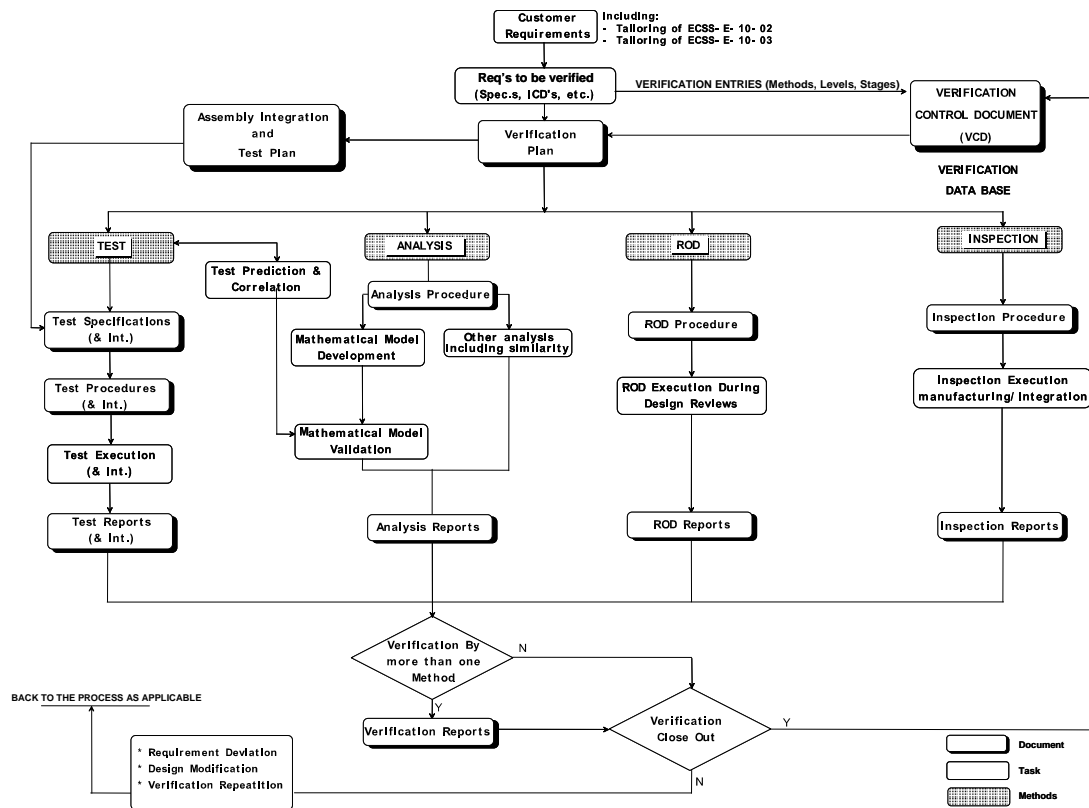 Customer
Requirements
Including:
- Tailoring of ECSS- E- 10- 02
- Tailoring of ECSS- E- 10- 03
Req's to be verified
(Spec.s, ICD's, etc.)
VERIFICATION ENTRIES (Methods, Levels, Stages)
VERIFICATION
CONTROL DOCUMENT
(VCD)
Assembly Integration
and
Test Plan
Verification
Plan
VERIFICATION
DATA BASE
TEST
ANALYSIS
ROD
INSPECTION
Test Prediction &
Correlation
Analysis Procedure
Test Specifications
(& Int.)
Mathematical Model
Development
Other analysis
Including similarity
ROD Procedure
Inspection Procedure
Test Procedures
(& Int.)
ROD Execution During
Design Reviews
Inspection Execution
manufacturing/ Integration
Mathematical Model
Validation
Test Execution
(& Int.)
Test Reports
(& Int.)
Analysis Reports
ROD Reports
Inspection Reports
Verification By
more than one
Method
N
Y
BACK TO THE PROCESS AS APPLICABLE
Verification Reports
Verification
Close Out
Y
N
* Requirement Deviation
* Design Modification
* Verification Repeatition
Document
Task
Methods